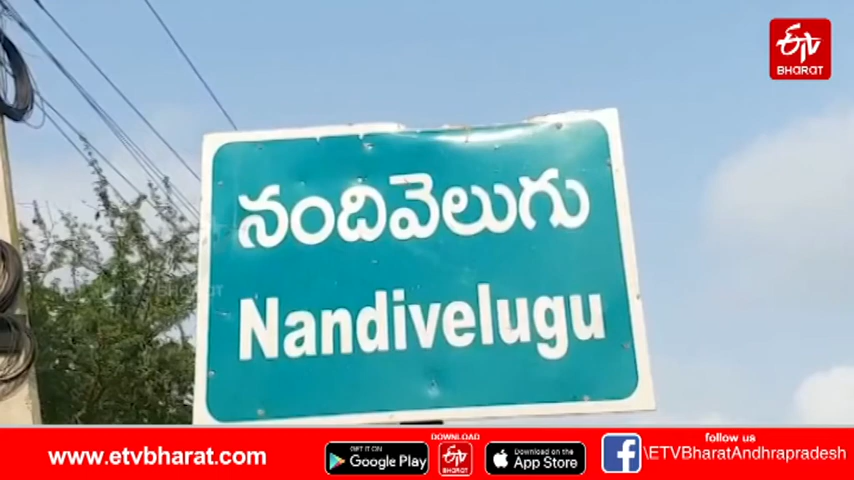 ETV
BHARAT
నందివెలుగు
Nandivelugu
BHARAT
www.etvbharat.com
GET IT ON
Google Play
DOWNLOAD
ETV
BHARAT
Download on the
App Store
follow us
\ETVBharatAndhrapradesh